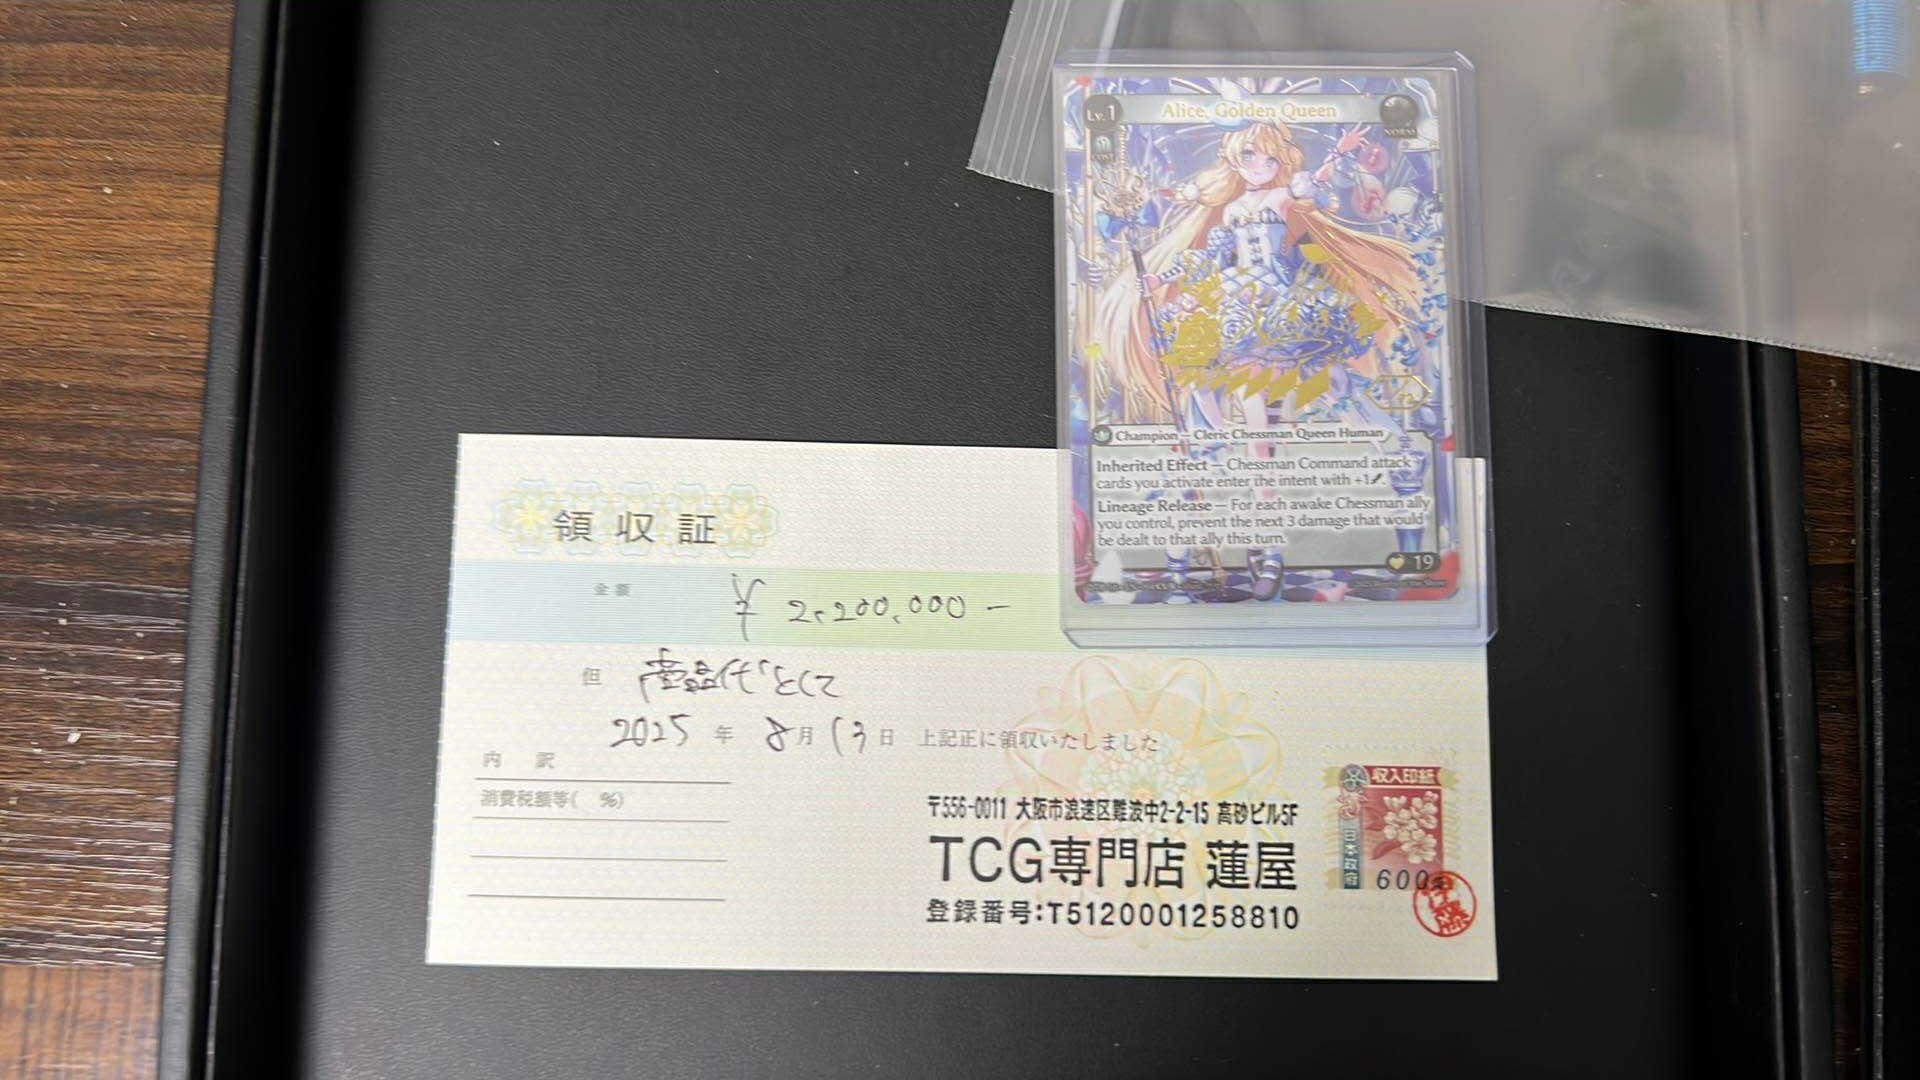 Lv. 1
Alice, Golden Queen
NORM
COST
Champion — Cleric Chessman Queen Human
Inherited Effect — Chessman Command attack
cards you activate enter the intent with +1
Lineage Release — For each awake Chessman ally
you control, prevent the next 3 damage that would
be dealt to that ally this turn.
19
領収証
金額
¥ 2,200,000 -
但 商品代として
2025 年 8 月 13 日 上記正に領収いたしました
内 訳
消費税額等( %)
〒556-0011 大阪市浪速区難波中2-2-15 高砂ビル5F
TCG専門店 蓮屋
登録番号:T5120001258810
収入印紙
日本政府
600